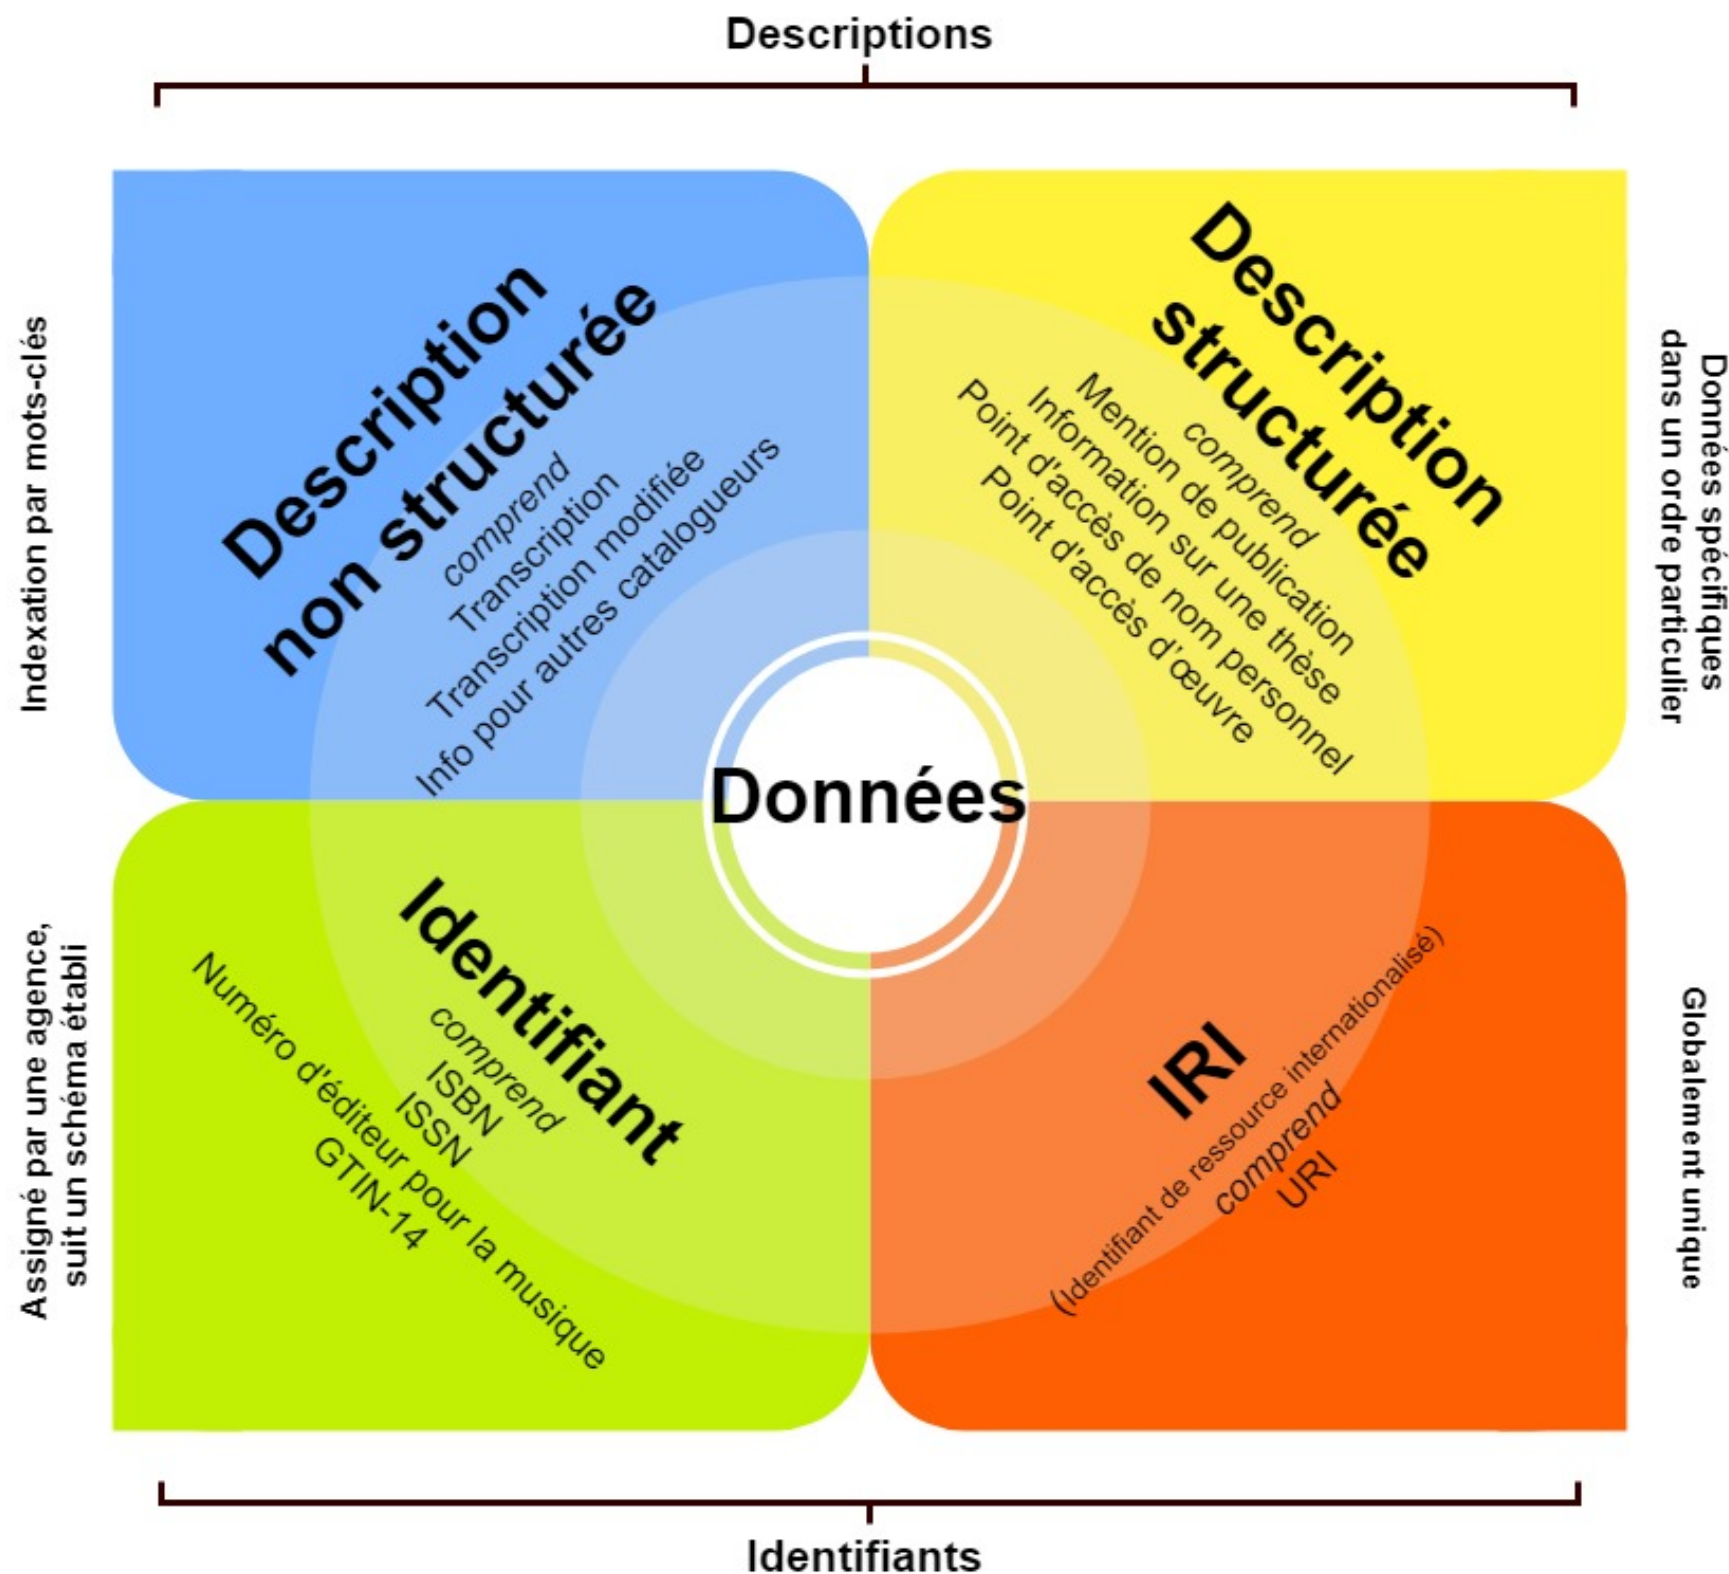 Descriptions
Indexation par mots-clés
Description
non structurée
comprend
Transcription
Transcription modifiée
Info pour autres catalogueurs
Description
structurée
comprend
Mention de publication
Information sur une thèse
Point d'accès de nom personnel
Point d'accès d'œuvre
Données spécifiques
dans un ordre particulier
Données
Assigné par une agence,
suit un schéma établi
Identifiant
comprend
ISBN
ISSN
Numéro d'éditeur pour la musique
GTIN-14
IRI
(Identifiant de ressource internationalisé)
comprend
URI
Globalement unique
Identifiants